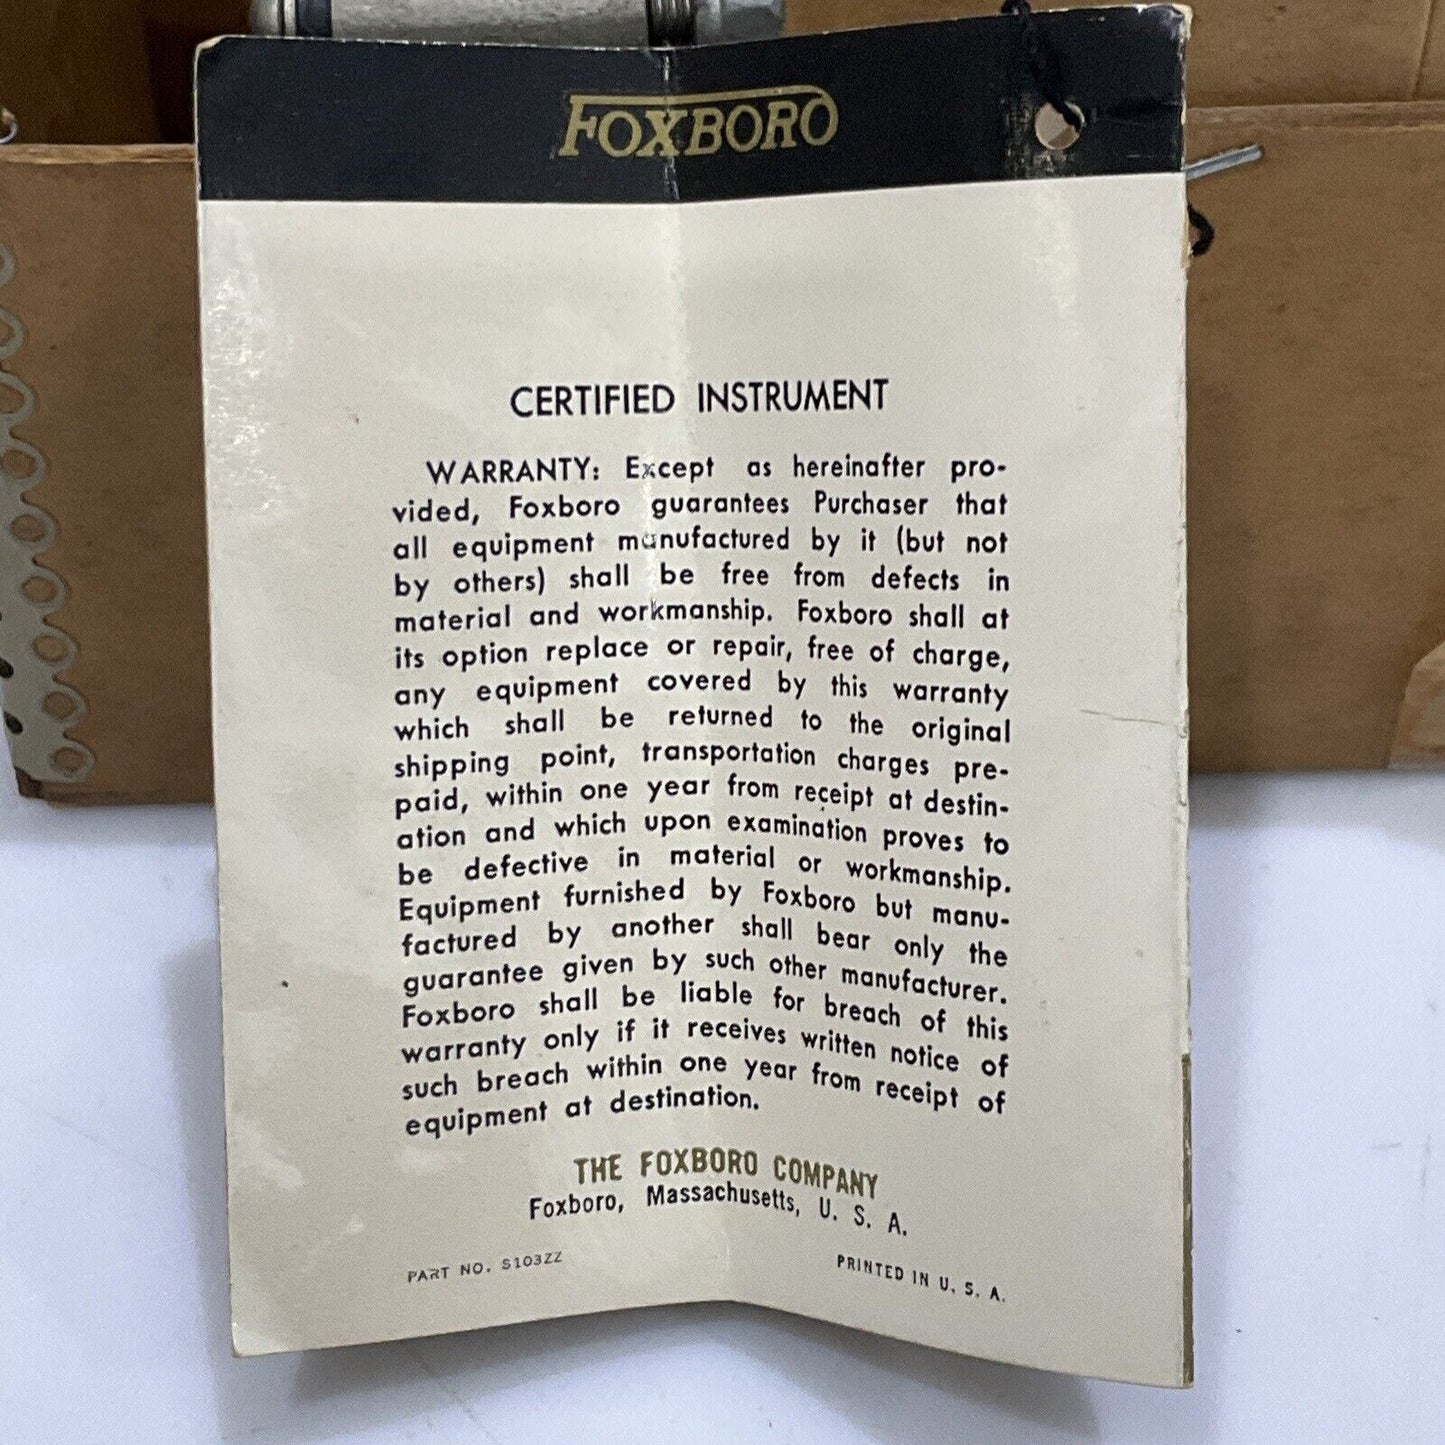 FOXBORO
CERTIFIED INSTRUMENT
WARRANTY: Except as hereinafter pro-
vided, Foxboro guarantees Purchaser that
all equipment manufactured by it (but not
by others) shall be free from defects in
material and workmanship. Foxboro shall at
its option replace or repair, free of charge,
any equipment covered by this warranty
which shall be returned to the original
shipping point, transportation charges pre-
paid, within one year from receipt at destin-
ation and which upon examination proves to
be defective in material or workmanship.
Equipment furnished by Foxboro but manu-
factured by another shall bear only the
guarantee given by such other manufacturer.
Foxboro shall be liable for breach of this
warranty only if it receives written notice of
such breach within one year from receipt of
equipment at destination.
THE FOXBORO COMPANY
Foxboro, Massachusetts, U. S. A.
PART NO. S103ZZ
PRINTED IN U. S. A.